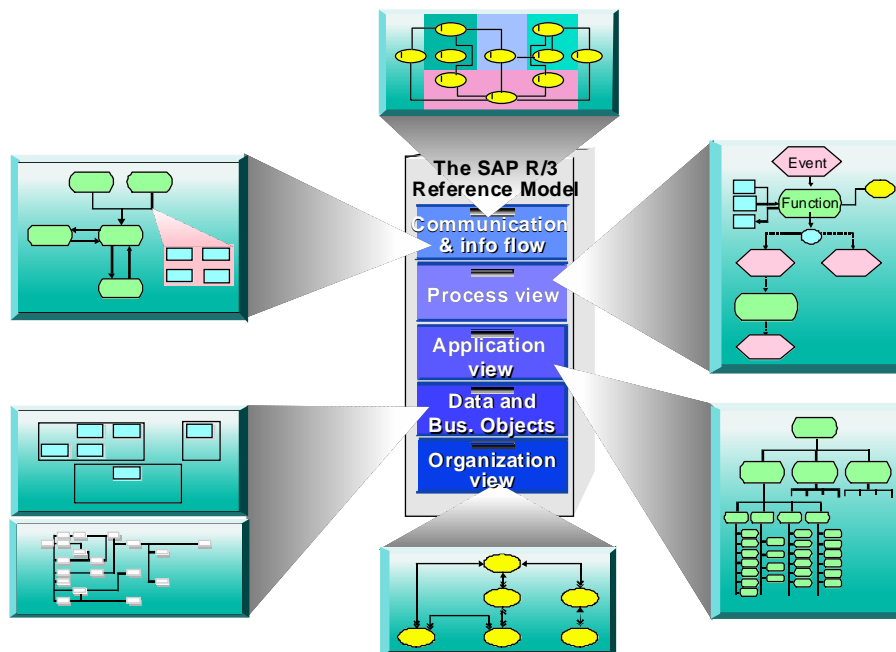 The SAP R/3
Reference Model
Communication
& info flow
Process view
Application
view
Data and
Bus. Objects
Organization
view
Event
Function